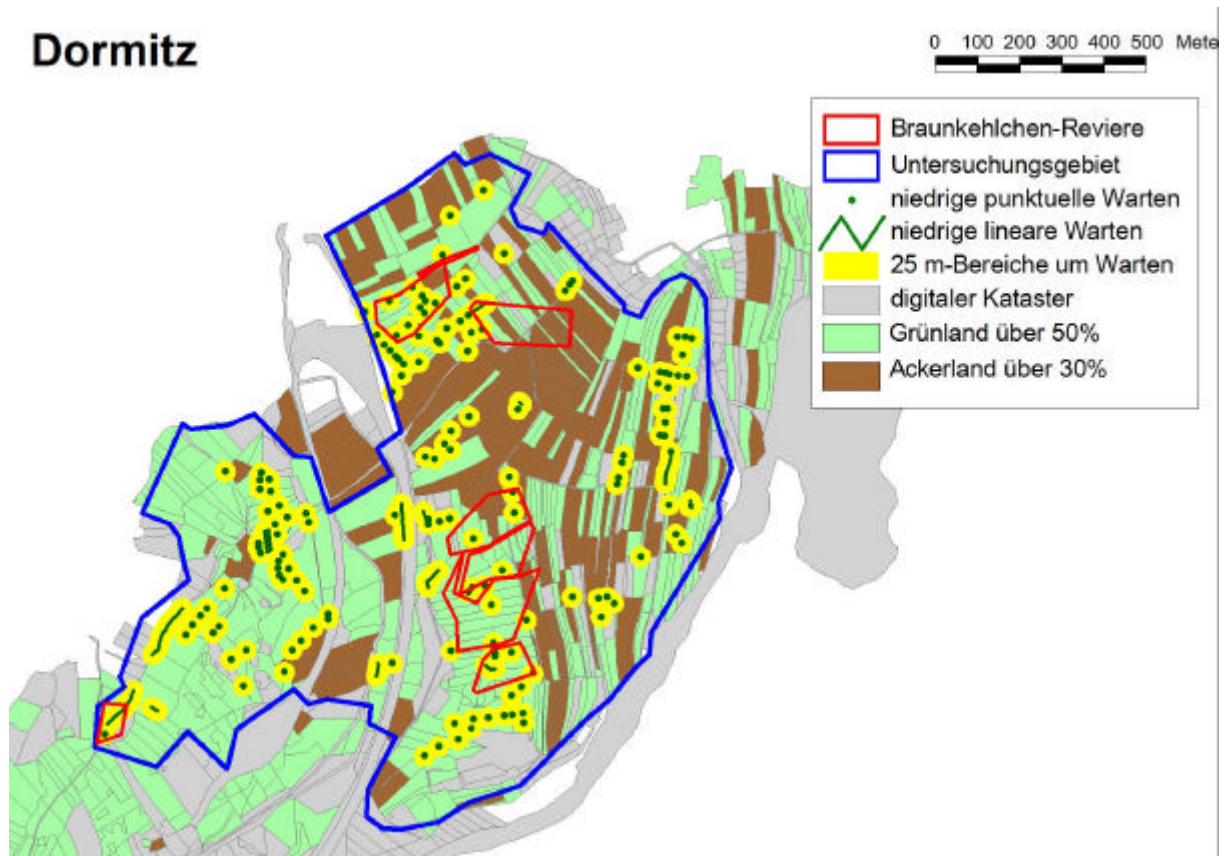 Dormitz
0 100 200 300 400 500 Mete
Braunkehlchen-Reviere
Untersuchungsgebiet
niedrige punktuelle Warten
niedrige lineare Warten
25 m-Bereiche um Warten
digitaler Kataster
Grünland über 50%
Ackerland über 30%